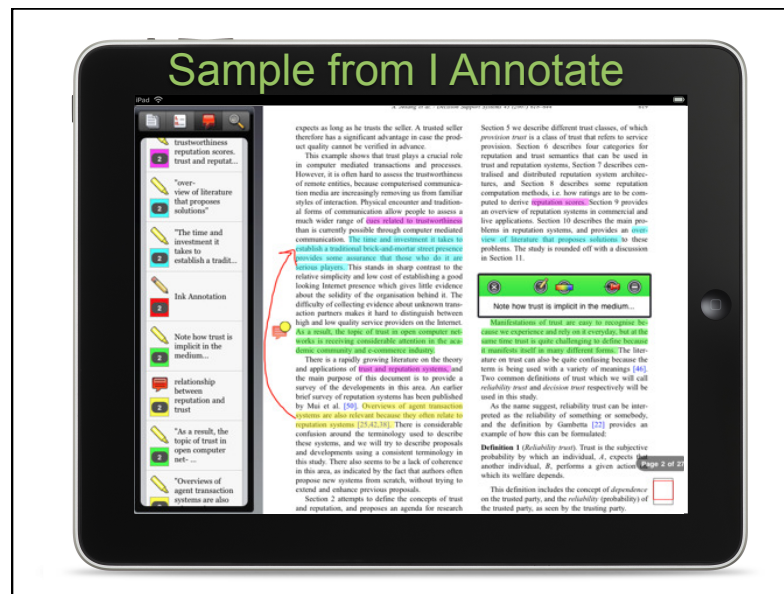 Sample from I Annotate
iPad
A. Jøsang et al. / Decision Support Systems 43 (2007) 618–644
619
trustworthiness
reputation scores.
trust and reputat...
2
"over-
view of literature
that proposes
solutions"
2
"The time and
investment it
takes to
establish a tradit...
2
Ink Annotation
2
Note how trust is
implicit in the
medium...
2
relationship
between
reputation and
trust
2
"As a result, the
topic of trust in
open computer
net- ...
2
"Overviews of
agent transaction
systems are also
2
expects as long as he trusts the seller. A trusted seller
therefore has a significant advantage in case the prod-
uct quality cannot be verified in advance.
This example shows that trust plays a crucial role
in computer mediated transactions and processes.
However, it is often hard to assess the trustworthiness
of remote entities, because computerised communica-
tion media are increasingly removing us from familiar
styles of interaction. Physical encounter and tradition-
al forms of communication allow people to assess a
much wider range of cues related to trustworthiness
than is currently possible through computer mediated
communication. The time and investment it takes to
establish a traditional brick-and-mortar street presence
provides some assurance that those who do it are
serious players. This stands in sharp contrast to the
relative simplicity and low cost of establishing a good
looking Internet presence which gives little evidence
about the solidity of the organisation behind it. The
difficulty of collecting evidence about unknown trans-
action partners makes it hard to distinguish between
high and low quality service providers on the Internet.
As a result, the topic of trust in open computer net-
works is receiving considerable attention in the aca-
demic community and e-commerce industry.
There is a rapidly growing literature on the theory
and applications of trust and reputation systems, and
the main purpose of this document is to provide a
survey of the developments in this area. An earlier
brief survey of reputation systems has been published
by Mui et al. [50]. Overviews of agent transaction
systems are also relevant because they often relate to
reputation systems [25,42,38]. There is considerable
confusion around the terminology used to describe
these systems, and we will try to describe proposals
and developments using a consistent terminology in
this study. There also seems to be a lack of coherence
in this area, as indicated by the fact that authors often
propose new systems from scratch, without trying to
extend and enhance previous proposals.
Section 2 attempts to define the concepts of trust
and reputation, and proposes an agenda for research
Section 5 we describe different trust classes, of which
provision trust is a class of trust that refers to service
provision. Section 6 describes four categories for
reputation and trust semantics that can be used in
trust and reputation systems, Section 7 describes cen-
tralised and distributed reputation system architec-
tures, and Section 8 describes some reputation
computation methods, i.e. how ratings are to be com-
puted to derive reputation scores. Section 9 provides
an overview of reputation systems in commercial and
live applications. Section 10 describes the main pro-
blems in reputation systems, and provides an over-
view of literature that proposes solutions to these
problems. The study is rounded off with a discussion
in Section 11.
Note how trust is implicit in the medium...
Manifestations of trust are easy to recognise be-
cause we experience and rely on it everyday, but at the
same time trust is quite challenging to define because
it manifests itself in many different forms. The liter-
ature on trust can also be quite confusing because the
term is being used with a variety of meanings [46].
Two common definitions of trust which we will call
reliability trust and decision trust respectively will be
used in this study.
As the name suggest, reliability trust can be inter-
preted as the reliability of something or somebody,
and the definition by Gambetta [22] provides an
example of how this can be formulated:
Definition 1 (Reliability trust). Trust is the subjective
probability by which an individual, A, expects that
another individual, B, performs a given action
which its welfare depends.
Page 2 of 27
This definition includes the concept of dependence
on the trusted party, and the reliability (probability) of
the trusted party, as seen by the trusting party.